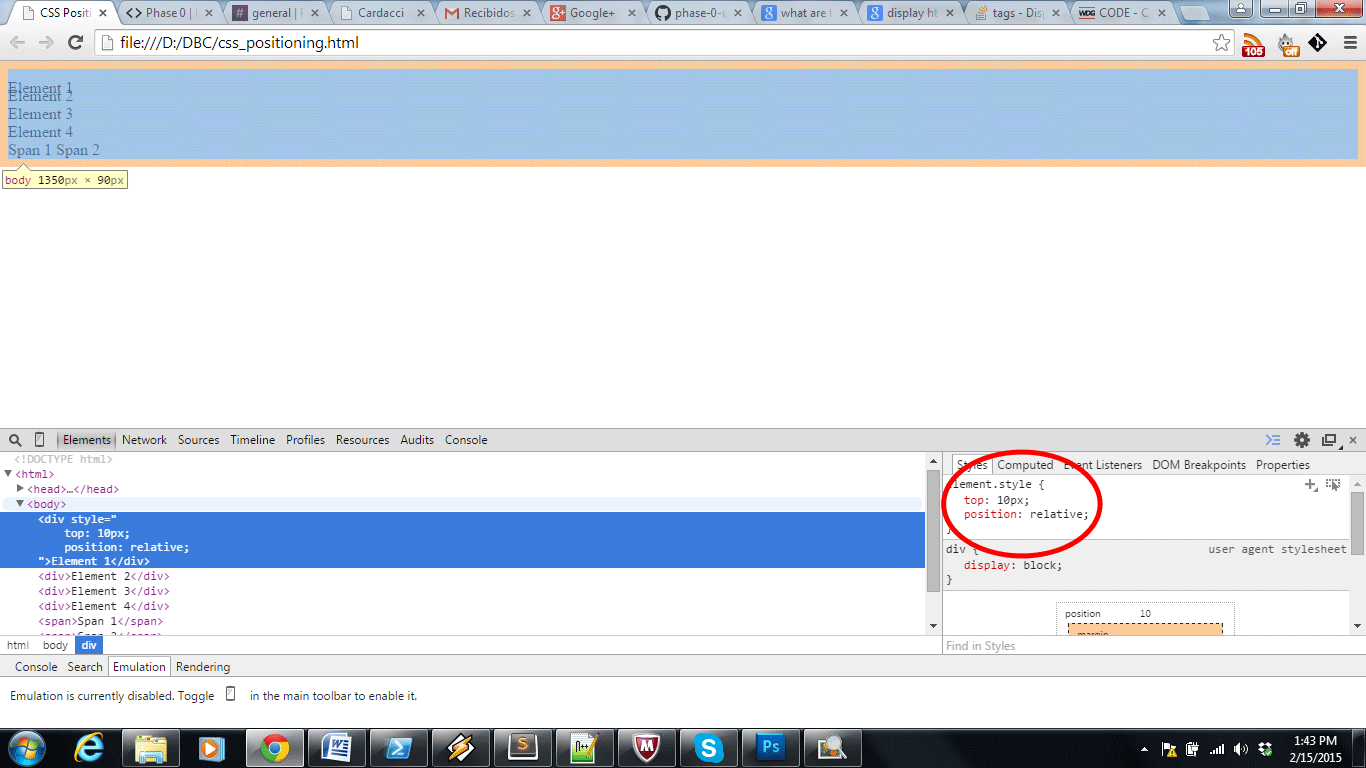 CSS Positi
Phase 0 |
general |
Cardacci
Recibidos
Google+
phase-0-u
what are t
display ht
tags - Dis
WDG CODE - C
file:///D:/DBC/css_positioning.html
105
off
Element 1
Element 2
Element 3
Element 4
Span 1 Span 2
body 1350px × 90px
Elements Network Sources Timeline Profiles Resources Audits Console
<!DOCTYPE html>
<html>
<head>…</head>
<body>
<div style="
top: 10px;
position: relative;
">Element 1</div>
<div>Element 2</div>
<div>Element 3</div>
<div>Element 4</div>
<span>Span 1</span>
html body div
Styles Computed Event Listeners DOM Breakpoints Properties
element.style {
top: 10px;
position: relative;
}
div {
user agent stylesheet
display: block;
}
position 10
margin
Find in Styles
Console Search Emulation Rendering
Emulation is currently disabled. Toggle in the main toolbar to enable it.
Ps
1:43 PM
2/15/2015